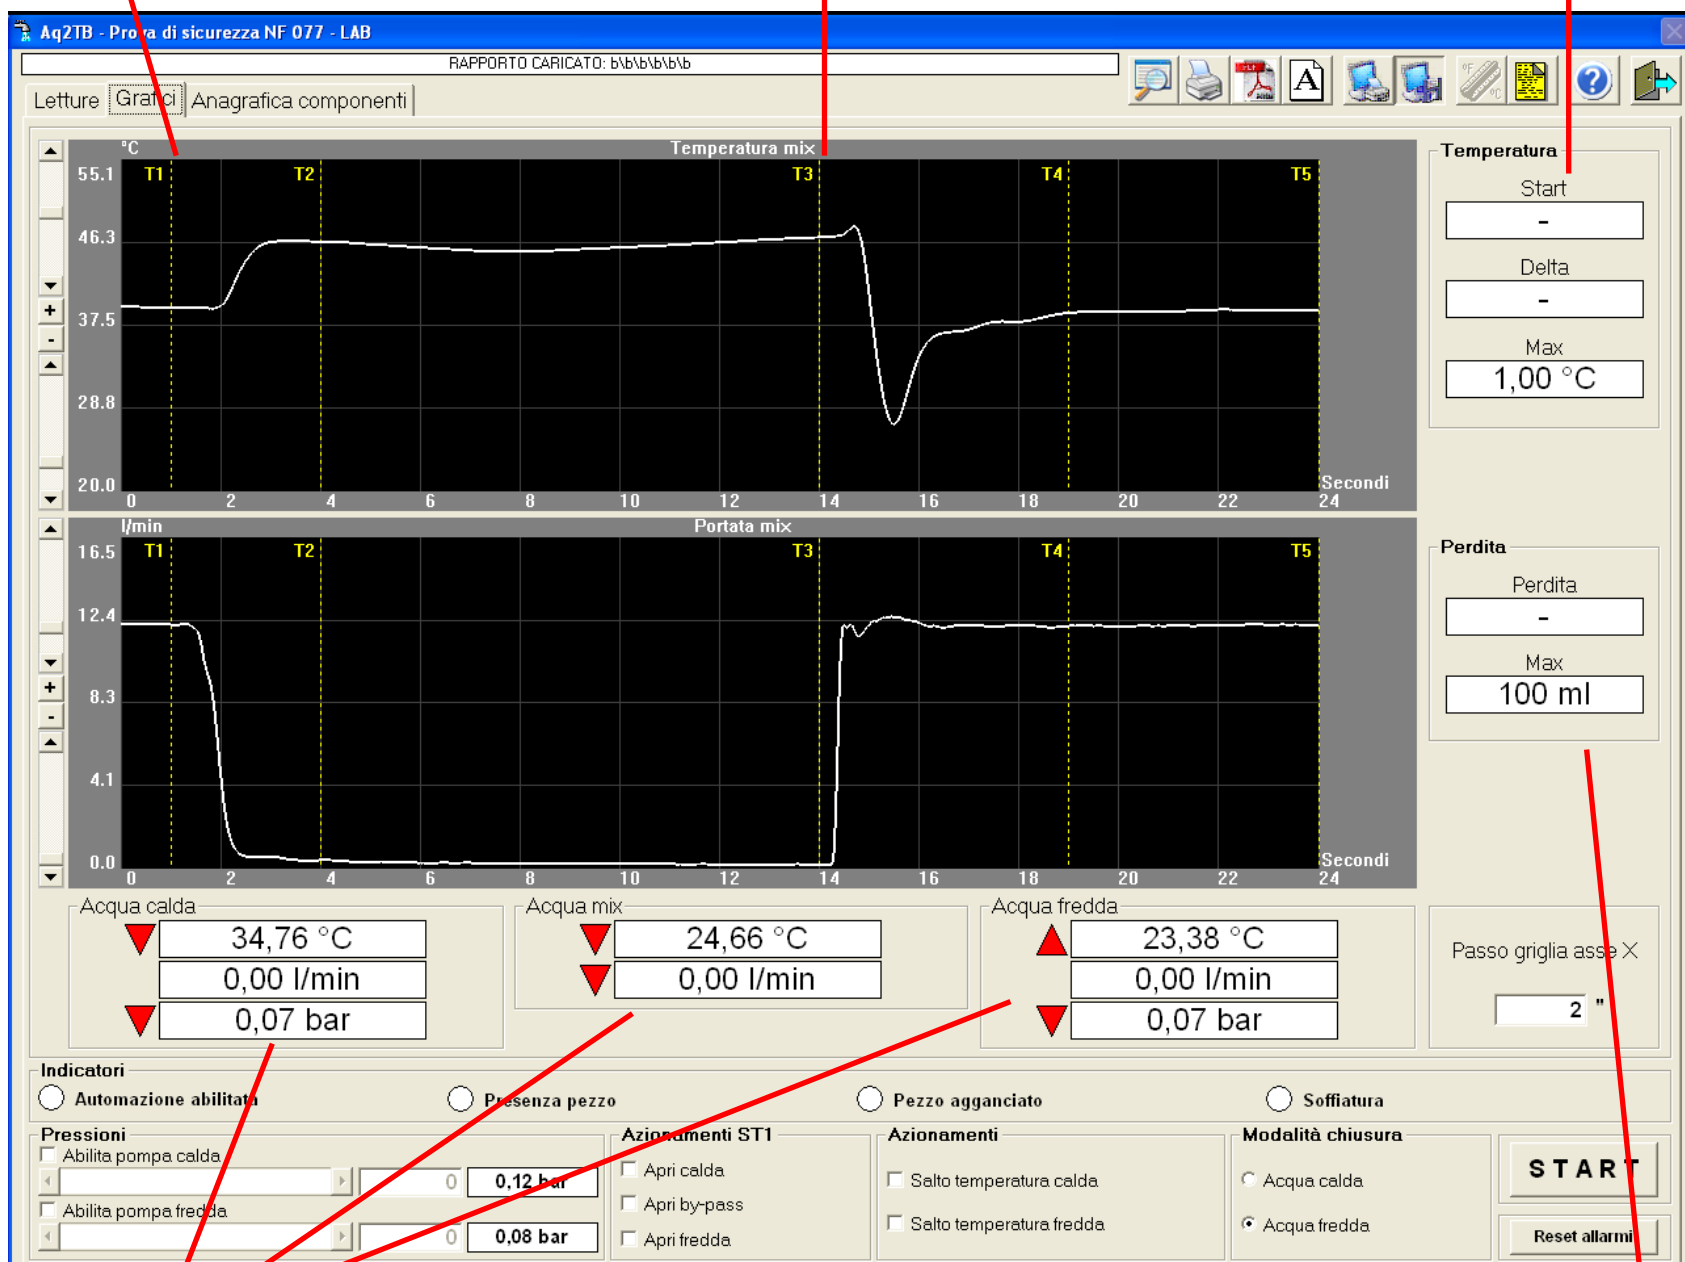 Aq2TB - Prova di sicurezza NF 077 - LAB
RAPPORTO CARICATO: b\b\b\b\b\b
Letture Grafici Anagrafica componenti
°C Temperatura mix
55.1 T1 T2 T3 T4 T5
46.3
37.5
28.8
20.0
Secondi
0 2 4 6 8 10 12 14 16 18 20 22 24
Temperatura
Start
-
Delta
-
Max
1,00 °C
l/min Portata mix
16.5 T1 T2 T3 T4 T5
12.4
8.3
4.1
0.0
Secondi
0 2 4 6 8 10 12 14 16 18 20 22 24
Perdita
Perdita
-
Max
100 ml
Acqua calda
34,76 °C
0,00 l/min
0,07 bar
Acqua mix
24,66 °C
0,00 l/min
Acqua fredda
23,38 °C
0,00 l/min
0,07 bar
Passo griglia asse X
2 "
Indicatori
Automazione abilitata Presenza pezzo Pezzo agganciato Soffiatura
Pressioni
Abilita pompa calda
0 0,12 bar
Abilita pompa fredda
0 0,08 bar
Azionamenti ST1
Apri calda
Apri by-pass
Apri fredda
Azionamenti
Salto temperatura calda
Salto temperatura fredda
Modalità chiusura
Acqua calda
Acqua fredda
START
Reset allarmi